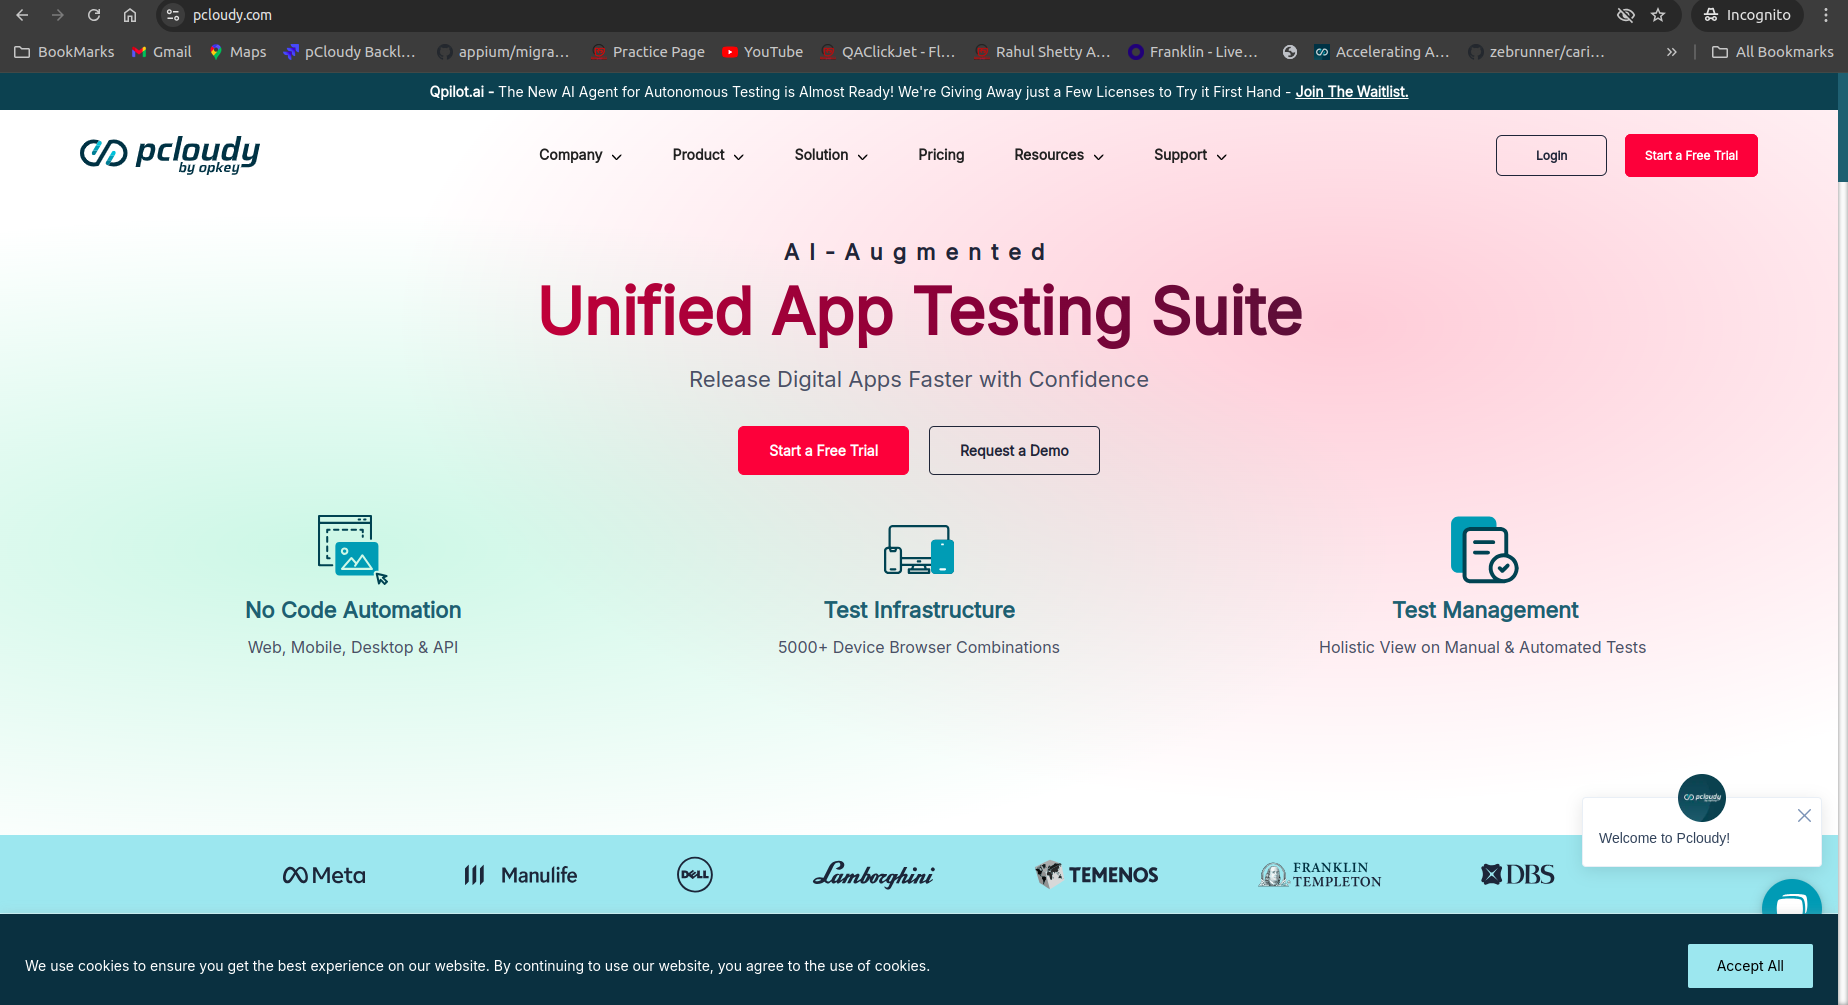 pcloudy.com
Incognito
BookMarks Gmail Maps pCloudy Backl... appium/migra... Practice Page YouTube QAClickJet - Fl... Rahul Shetty A... Franklin - Live... Accelerating A... zebrunner/cari... » All Bookmarks
Qpilot.ai - The New AI Agent for Autonomous Testing is Almost Ready! We're Giving Away just a Few Licenses to Try it First Hand - Join The Waitlist.
pcloudy
by opkey
Company Product Solution Pricing Resources Support
Login Start a Free Trial
AI-Augmented
Unified App Testing Suite
Release Digital Apps Faster with Confidence
Start a Free Trial Request a Demo
No Code Automation Test Infrastructure Test Management
Web, Mobile, Desktop & API 5000+ Device Browser Combinations Holistic View on Manual & Automated Tests
pcloudy
Welcome to Pcloudy!
Meta Manulife DELL Lamborghini TEMENOS FRANKLIN
TEMPLETON DBS
We use cookies to ensure you get the best experience on our website. By continuing to use our website, you agree to the use of cookies.
Accept All